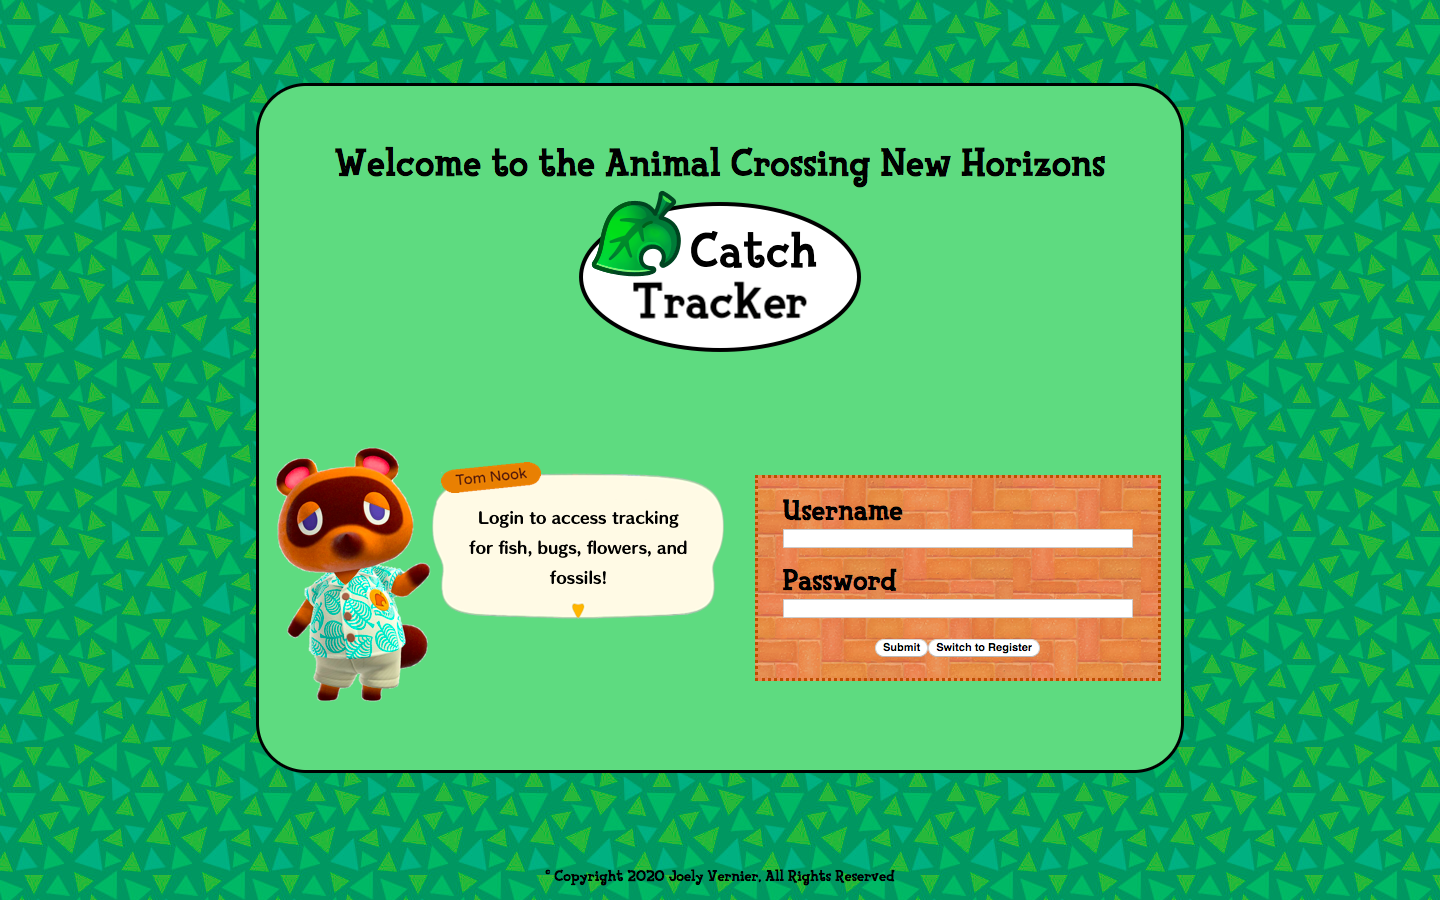 Welcome to the Animal Crossing New Horizons
Catch
Tracker
Tom Nook
Login to access tracking
for fish, bugs, flowers, and
fossils!
Username
Password
Submit
Switch to Register
© Copyright 2020 Joely Vernier, All Rights Reserved